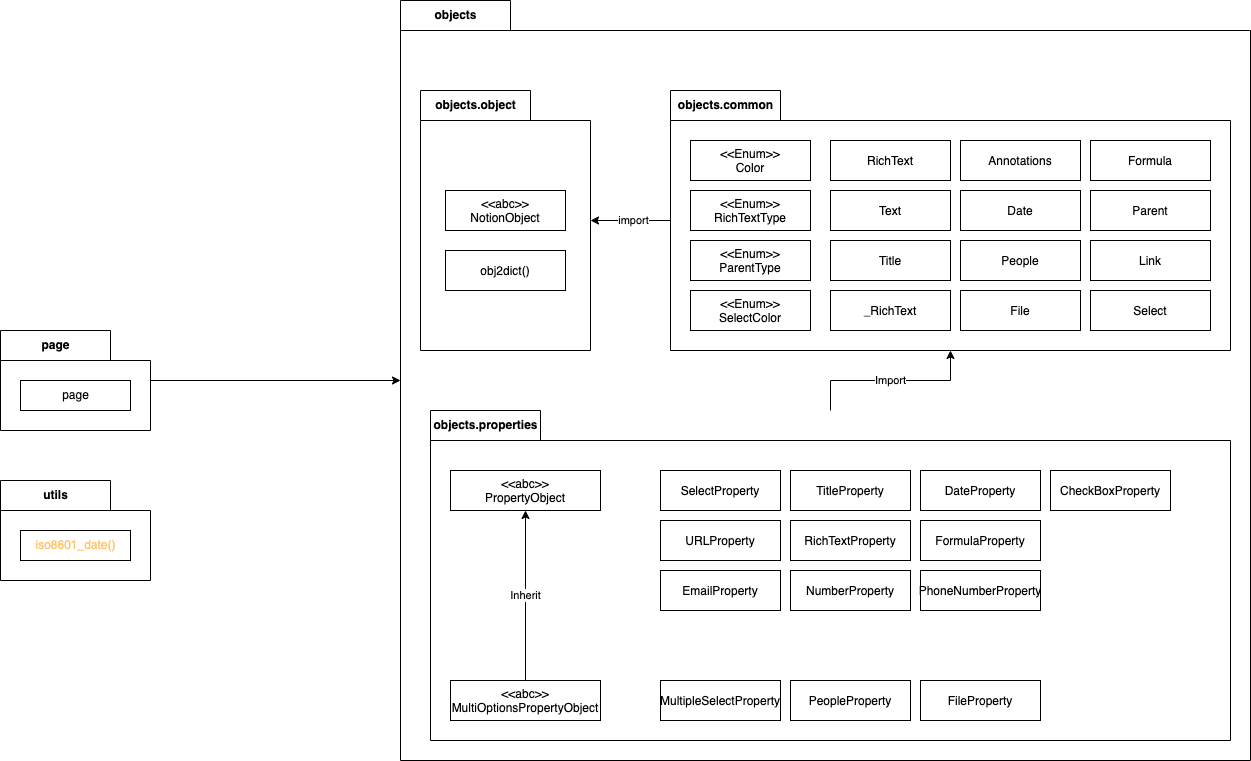 objects
objects.object
objects.common
<<Enum>>
Color
RichText
Annotations
Formula
<<abc>>
NotionObject
<<Enum>>
RichTextType
Text
Date
Parent
import
obj2dict()
<<Enum>>
ParentType
Title
People
Link
<<Enum>>
SelectColor
_RichText
File
Select
page
page
Import
objects.properties
utils
iso8601_date()
<<abc>>
PropertyObject
SelectProperty
TitleProperty
DateProperty
CheckBoxProperty
URLProperty
RichTextProperty
FormulaProperty
Inherit
EmailProperty
NumberProperty
PhoneNumberProperty
<<abc>>
MultiOptionsPropertyObject
MultipleSelectProperty
PeopleProperty
FileProperty